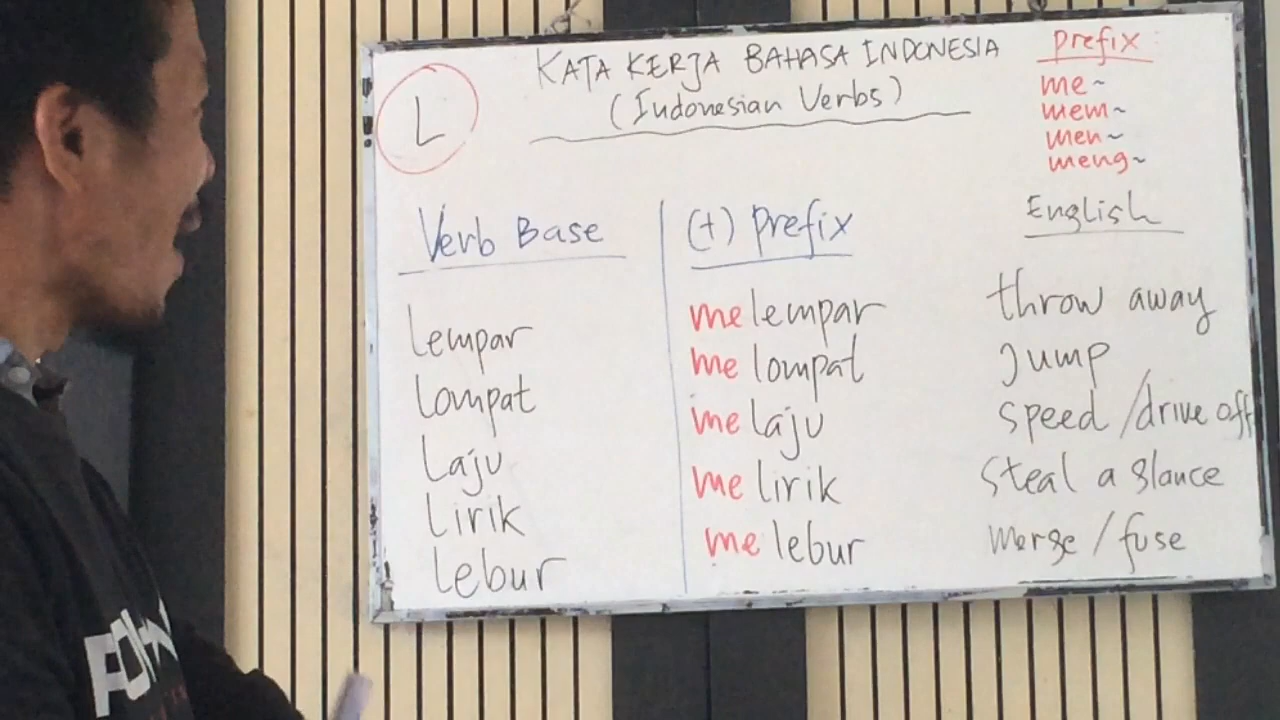 L
KATA KERJA BAHASA INDONESIA
(Indonesian Verbs)
Prefix:
me~
mem~
men~
meng~
Verb Base (+) Prefix English
Lempar melempar throw away
Lompat melompat Jump
Laju melaju speed/drive off
Lirik melirik steal a glance
Lebur melebur merge/fuse